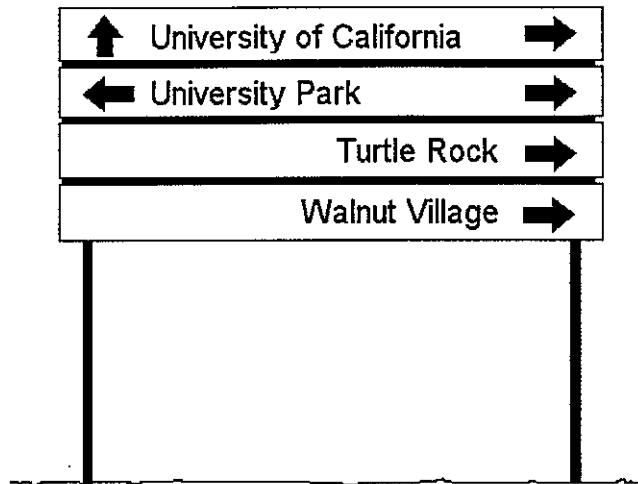 University of California
University Park
Turtle Rock
Walnut Village